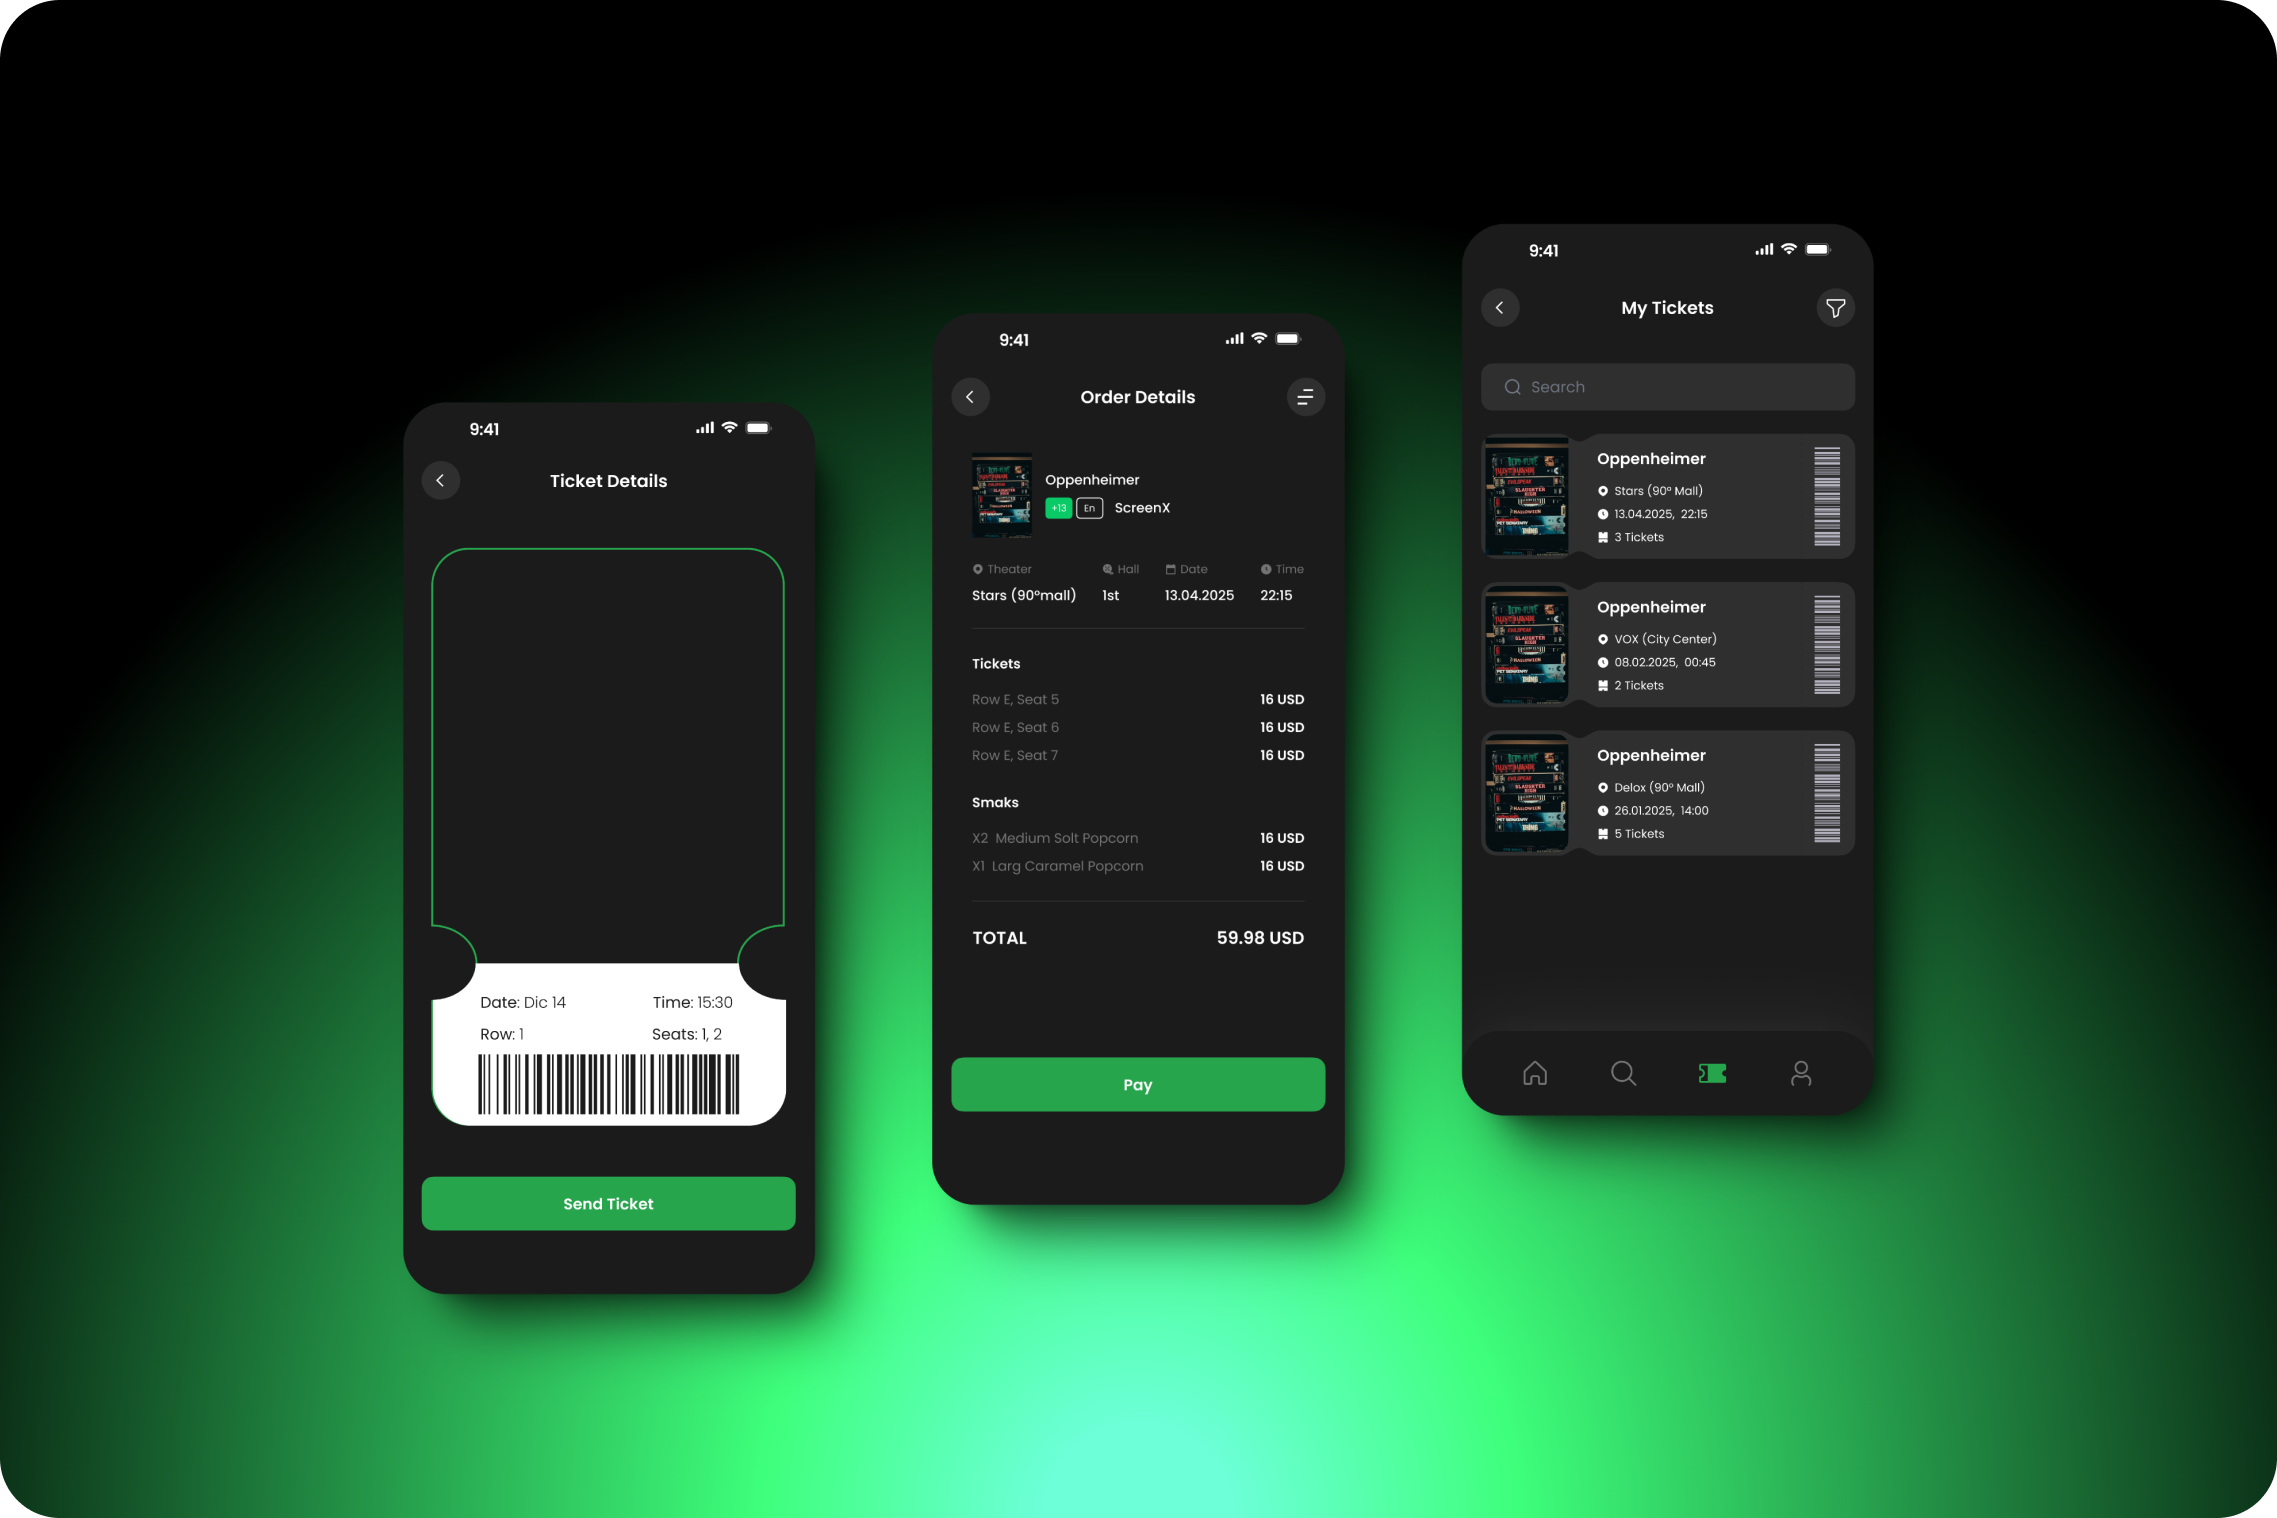 9:41
Ticket Details
Date: Dic 14 Time: 15:30
Row: 1 Seats: 1, 2
Send Ticket
9:41
Order Details
Oppenheimer
+13 En ScreenX
Theater Hall Date Time
Stars (90°mall) 1st 13.04.2025 22:15
Tickets
Row E, Seat 5 16 USD
Row E, Seat 6 16 USD
Row E, Seat 7 16 USD
Smaks
X2 Medium Solt Popcorn 16 USD
X1 Larg Caramel Popcorn 16 USD
TOTAL 59.98 USD
Pay
9:41
My Tickets
Search
Oppenheimer
Stars (90° Mall)
13.04.2025, 22:15
3 Tickets
Oppenheimer
VOX (City Center)
08.02.2025, 00:45
2 Tickets
Oppenheimer
Delox (90° Mall)
26.01.2025, 14:00
5 Tickets